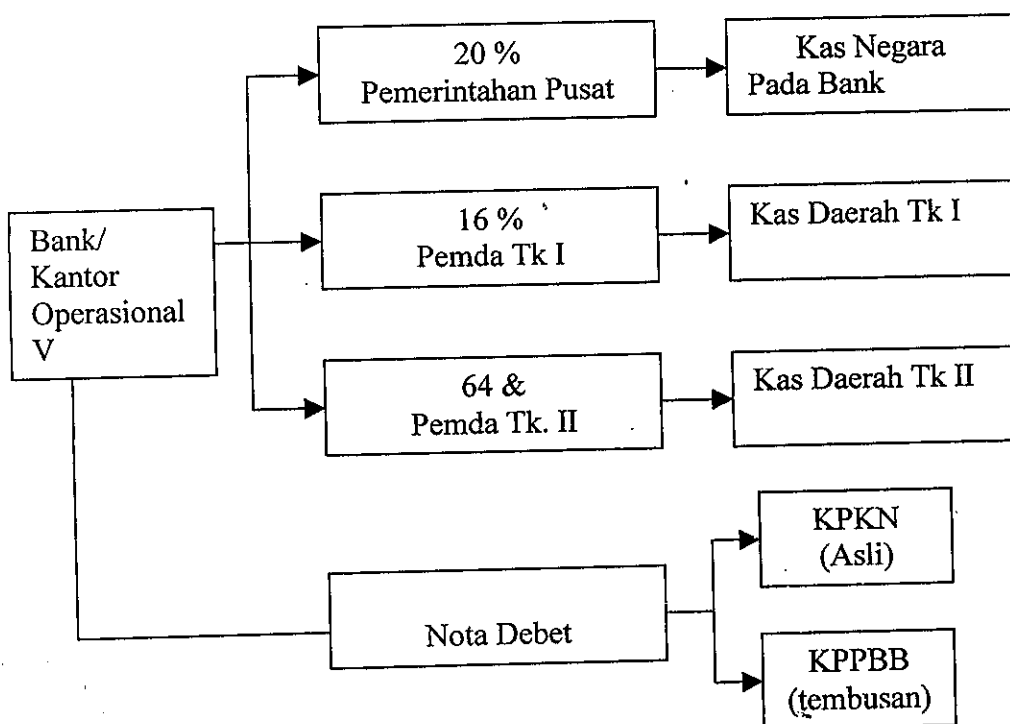 20 %
Pemerintahan Pusat
Kas Negara
Pada Bank
Bank/
Kantor
Operasional
V
16 %
Pemda Tk I
Kas Daerah Tk I
64 &
Pemda Tk. II
Kas Daerah Tk II
Nota Debet
KPKN
(Asli)
KPPBB
(tembusan)